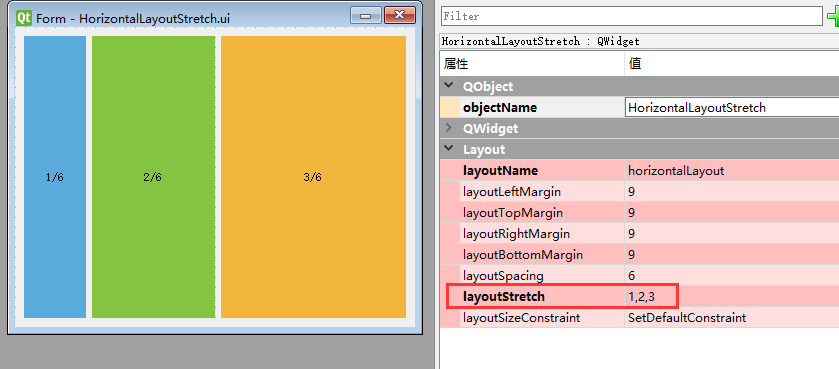 Qt Form - HorizontalLayoutStretch.ui
1/6
2/6
3/6
Filter
HorizontalLayoutStretch : QWidget
属性 值
QObject
objectName HorizontalLayoutStretch
QWidget
Layout
layoutName horizontalLayout
layoutLeftMargin 9
layoutTopMargin 9
layoutRightMargin 9
layoutBottomMargin 9
layoutSpacing 6
layoutStretch 1,2,3
layoutSizeConstraint SetDefaultConstraint